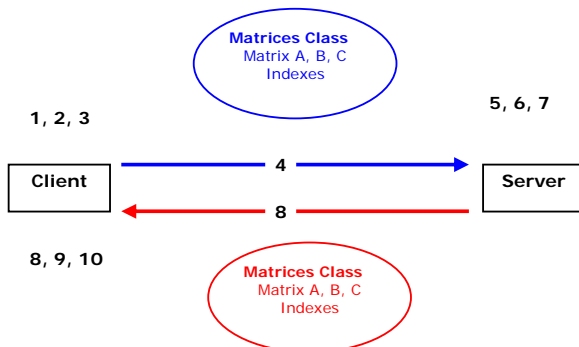 Matrices Class
Matrix A, B, C
Indexes
5, 6, 7
1, 2, 3
4
Client
Server
8
8, 9, 10
Matrices Class
Matrix A, B, C
Indexes